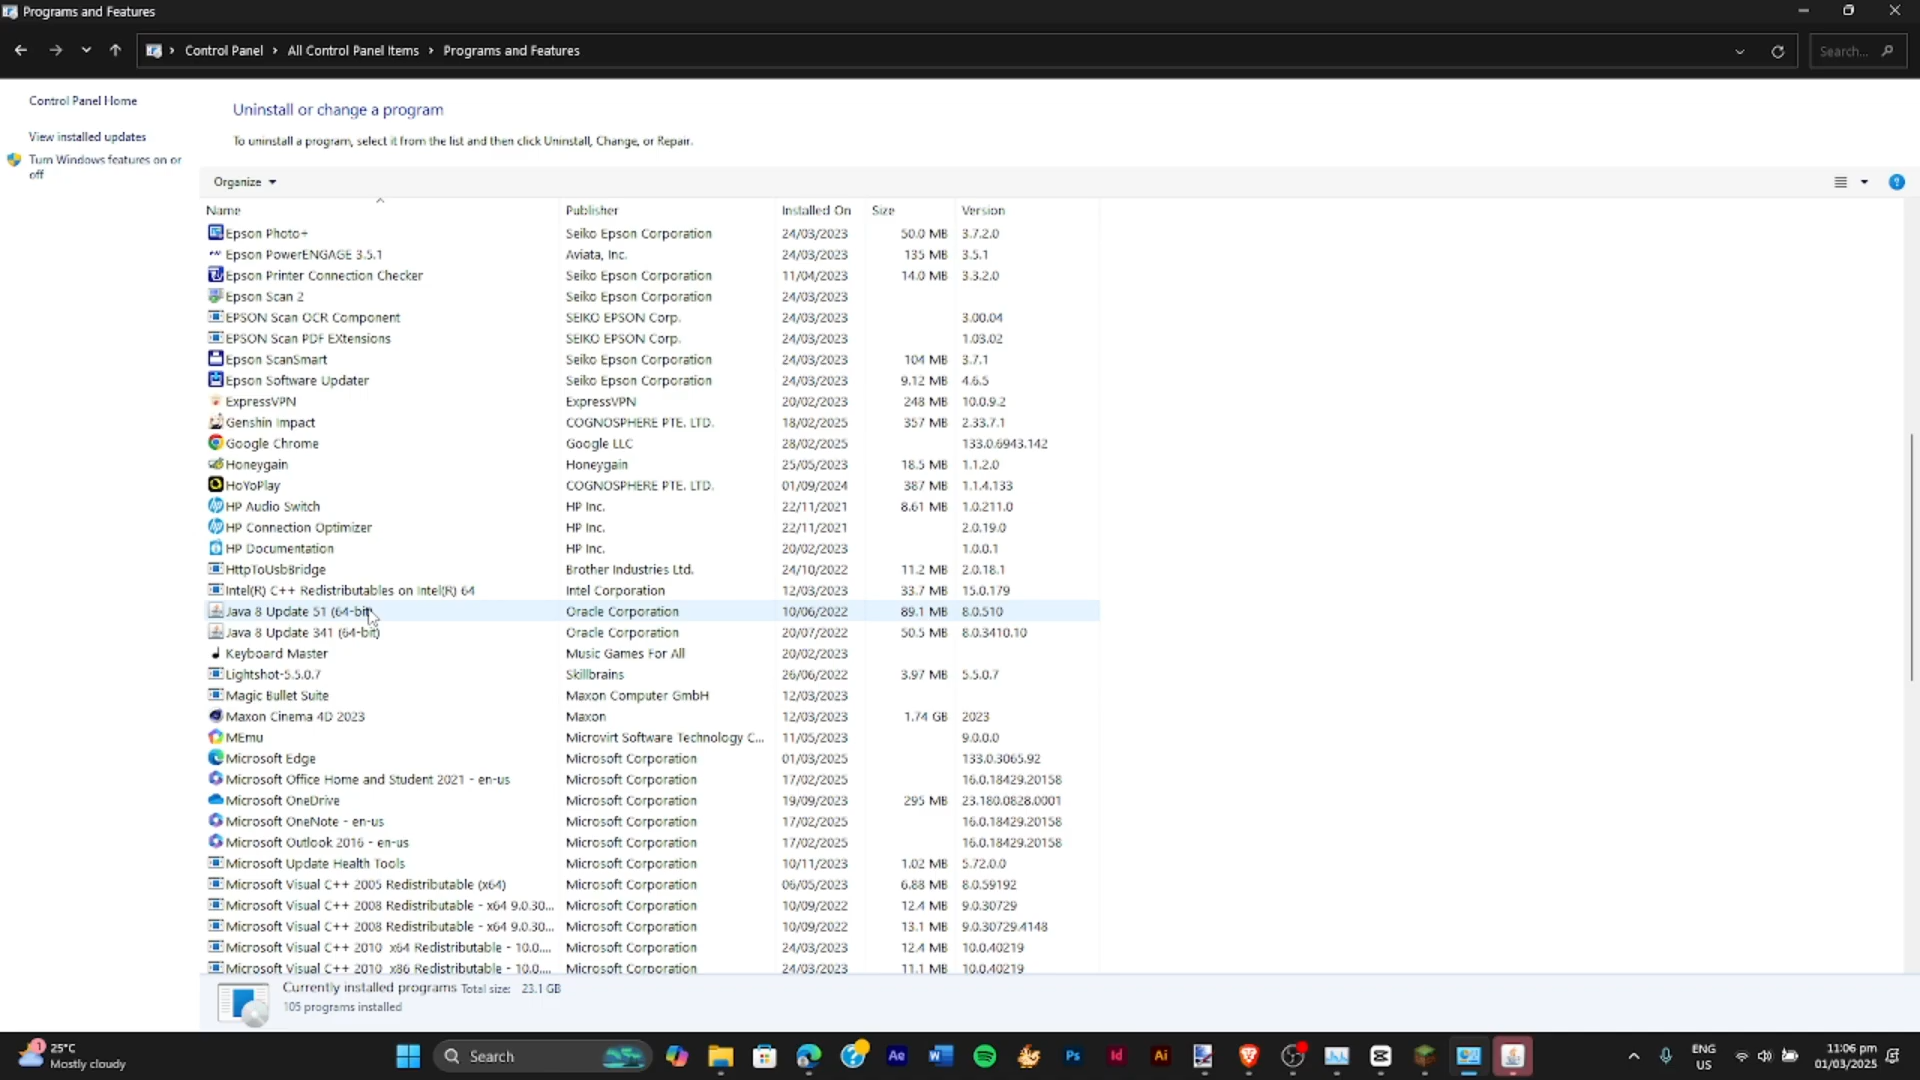 Programs and Features
Control Panel > All Control Panel Items > Programs and Features
Search...
Control Panel Home
View installed updates
Turn Windows features on or
off
Uninstall or change a program
To uninstall a program, select it from the list and then click Uninstall, Change, or Repair.
Organize
Name Publisher Installed On Size Version
Epson Photo+ Seiko Epson Corporation 24/03/2023 50.0 MB 3.7.2.0
Epson PowerENGAGE 3.5.1 Aviata, Inc. 24/03/2023 135 MB 3.5.1
Epson Printer Connection Checker Seiko Epson Corporation 11/04/2023 14.0 MB 3.3.2.0
Epson Scan 2 Seiko Epson Corporation 24/03/2023
EPSON Scan OCR Component SEIKO EPSON Corp. 24/03/2023 3.00.04
EPSON Scan PDF EXtensions SEIKO EPSON Corp. 24/03/2023 1.03.02
Epson ScanSmart Seiko Epson Corporation 24/03/2023 104 MB 3.7.1
Epson Software Updater Seiko Epson Corporation 24/03/2023 9.12 MB 4.6.5
ExpressVPN ExpressVPN 20/02/2023 248 MB 10.0.9.2
Genshin Impact COGNOSPHERE PTE. LTD. 18/02/2025 357 MB 2.33.7.1
Google Chrome Google LLC 28/02/2025 133.0.6943.142
Honeygain Honeygain 25/05/2023 18.5 MB 1.1.2.0
HoYoPlay COGNOSPHERE PTE. LTD. 01/09/2024 387 MB 1.1.4.133
HP Audio Switch HP Inc. 22/11/2021 8.61 MB 1.0.211.0
HP Connection Optimizer HP Inc. 22/11/2021 2.0.19.0
HP Documentation HP Inc. 20/02/2023 1.0.0.1
HttpToUsbBridge Brother Industries Ltd. 24/10/2022 11.2 MB 2.0.18.1
Intel(R) C++ Redistributables on Intel(R) 64 Intel Corporation 12/03/2023 33.7 MB 15.0.179
Java 8 Update 51 (64-bit) Oracle Corporation 10/06/2022 89.1 MB 8.0.510
Java 8 Update 341 (64-bit) Oracle Corporation 20/07/2022 50.5 MB 8.0.3410.10
Keyboard Master Music Games For All 20/02/2023
Lightshot-5.5.0.7 Skillbrains 26/06/2022 3.97 MB 5.5.0.7
Magic Bullet Suite Maxon Computer GmbH 12/03/2023
Maxon Cinema 4D 2023 Maxon 12/03/2023 1.74 GB 2023
MEmu Microvirt Software Technology C... 11/05/2023 9.0.0.0
Microsoft Edge Microsoft Corporation 01/03/2025 133.0.3065.92
Microsoft Office Home and Student 2021 - en-us Microsoft Corporation 17/02/2025 16.0.18429.20158
Microsoft OneDrive Microsoft Corporation 19/09/2023 295 MB 23.180.0828.0001
Microsoft OneNote - en-us Microsoft Corporation 17/02/2025 16.0.18429.20158
Microsoft Outlook 2016 - en-us Microsoft Corporation 17/02/2025 16.0.18429.20158
Microsoft Update Health Tools Microsoft Corporation 10/11/2023 1.02 MB 5.72.0.0
Microsoft Visual C++ 2005 Redistributable (x64) Microsoft Corporation 06/05/2023 6.88 MB 8.0.59192
Microsoft Visual C++ 2008 Redistributable - x64 9.0.30... Microsoft Corporation 10/09/2022 12.4 MB 9.0.30729
Microsoft Visual C++ 2008 Redistributable - x64 9.0.30... Microsoft Corporation 10/09/2022 13.1 MB 9.0.30729.4148
Microsoft Visual C++ 2010 x64 Redistributable - 10.0.... Microsoft Corporation 24/03/2023 12.4 MB 10.0.40219
Microsoft Visual C++ 2010 x86 Redistributable - 10.0.... Microsoft Corporation 24/03/2023 11.1 MB 10.0.40219
Currently installed programs Total size: 23.1 GB
105 programs installed
1
25°C
Mostly cloudy
Search
Ae
Ps
Id
Ai
ENG
US
11:06 pm
01/03/2025